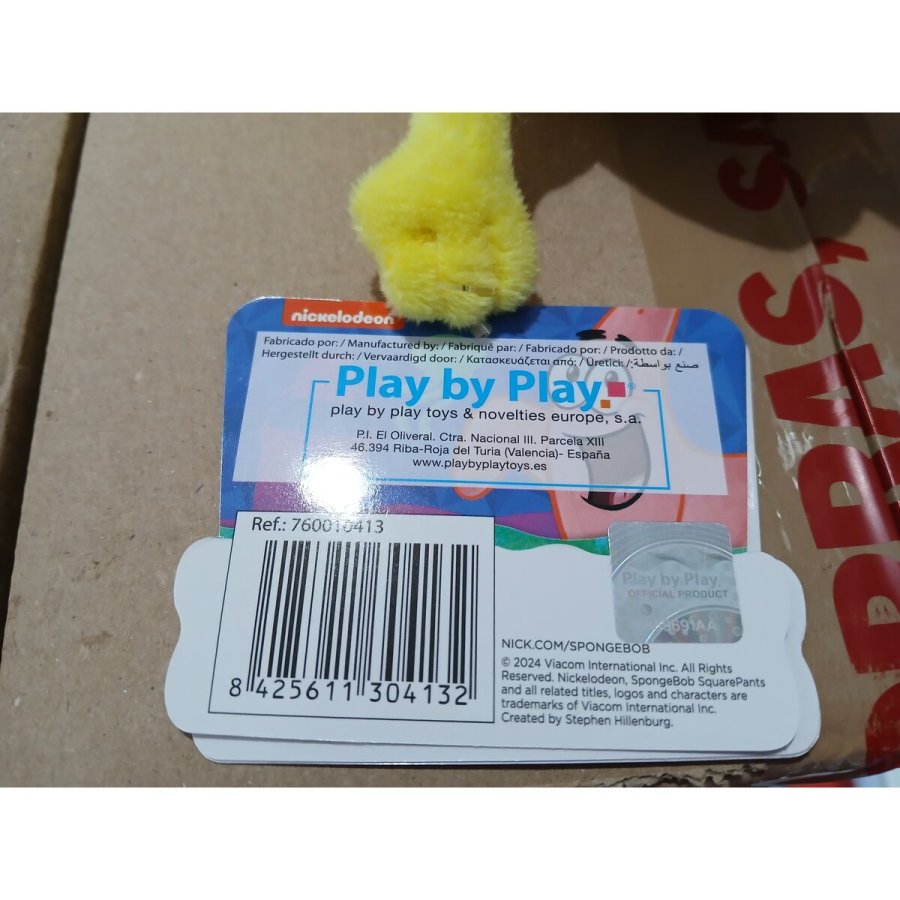 nickelodeon
Fabricado por: / Manufactured by: / Fabriqué par: / Fabricado por: / Prodotto da: /
Hergestellt durch: / Vervaardigd door: / Κατασκευάζεται από: / Üretici: / صنع بواسطة:
Play by Play®
play by play toys & novelties europe, s.a.
P.I. El Oliveral. Ctra. Nacional III. Parcela XIII
46.394 Riba-Roja del Turia (Valencia)- España
www.playbyplaytoys.es
Ref.: 760010413
8 425611 304132
Play by Play
OFFICIAL PRODUCT
NICK.COM/SPONGEBOB
© 2024 Viacom International Inc. All Rights
Reserved. Nickelodeon, SpongeBob SquarePants
and all related titles, logos and characters are
trademarks of Viacom International Inc.
Created by Stephen Hillenburg.